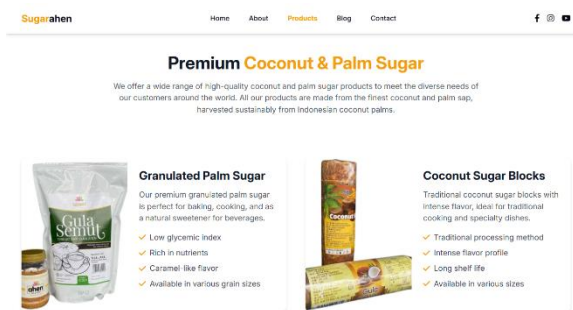 Sugarahen
Home About Products Blog Contact
Premium Coconut & Palm Sugar
We offer a wide range of high-quality coconut and palm sugar products to meet the diverse needs of
our customers around the world. All our products are made from the finest coconut and palm sap,
harvested sustainably from Indonesian coconut palms.
Gula
Semut
ahen
Granulated Palm Sugar
Our premium granulated palm sugar
is perfect for baking, cooking, and as
a natural sweetener for beverages.
Low glycemic index
Rich in nutrients
Caramel-like flavor
Available in various grain sizes
Coconut
Gula
Coconut Sugar Blocks
Traditional coconut sugar blocks with
intense flavor, ideal for traditional
cooking and specialty dishes.
Traditional processing method
Intense flavor profile
Long shelf life
Available in various sizes